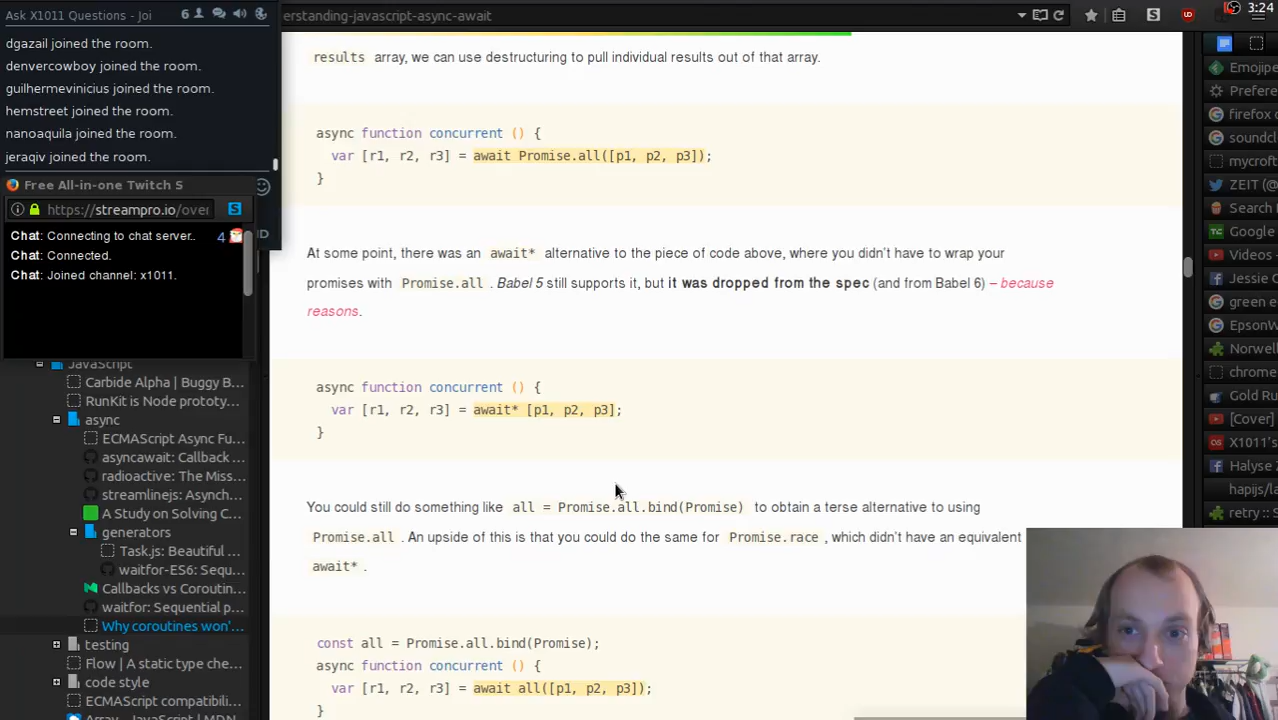 Ask X1011 Questions - Joi
6
dgazail joined the room.
denvercowboy joined the room.
guilhermevinicius joined the room.
hemstreet joined the room.
nanoaquila joined the room.
jeraqiv joined the room.
Free All-in-one Twitch S
https://streampro.io/over
Chat: Connecting to chat server..
4
Chat: Connected.
Chat: Joined channel: x1011.
JavaScript
Carbide Alpha | Buggy B...
RunKit is Node prototy...
async
ECMAScript Async Fu...
asyncawait: Callback ...
radioactive: The Miss...
streamlinejs: Asynch...
A Study on Solving C...
generators
Task.js: Beautiful ...
waitfor-ES6: Sequ...
Callbacks vs Coroutin...
waitfor: Sequential p...
Why coroutines won'...
testing
Flow | A static type che...
code style
ECMAScript compatibili...
Array - JavaScript | MDN
erstanding-javascript-async-await
S
3:24
results array, we can use destructuring to pull individual results out of that array.
async function concurrent () {
var [r1, r2, r3] = await Promise.all([p1, p2, p3]);
}
At some point, there was an await* alternative to the piece of code above, where you didn't have to wrap your
promises with Promise.all . Babel 5 still supports it, but it was dropped from the spec (and from Babel 6) – because
reasons.
async function concurrent () {
var [r1, r2, r3] = await* [p1, p2, p3];
}
You could still do something like all = Promise.all.bind(Promise) to obtain a terse alternative to using
Promise.all . An upside of this is that you could do the same for Promise.race , which didn't have an equivalent
await* .
const all = Promise.all.bind(Promise);
async function concurrent () {
var [r1, r2, r3] = await all([p1, p2, p3]);
}
Emojipe
Prefere
firefox c
soundcl
mycroft
ZEIT (@
Search (
Google
Videos -
Jessie C
green e
EpsonW
Norwell
chrome
Gold Ru
[Cover]
X1011's
Halyse Z
hapijs/l
retry :: S